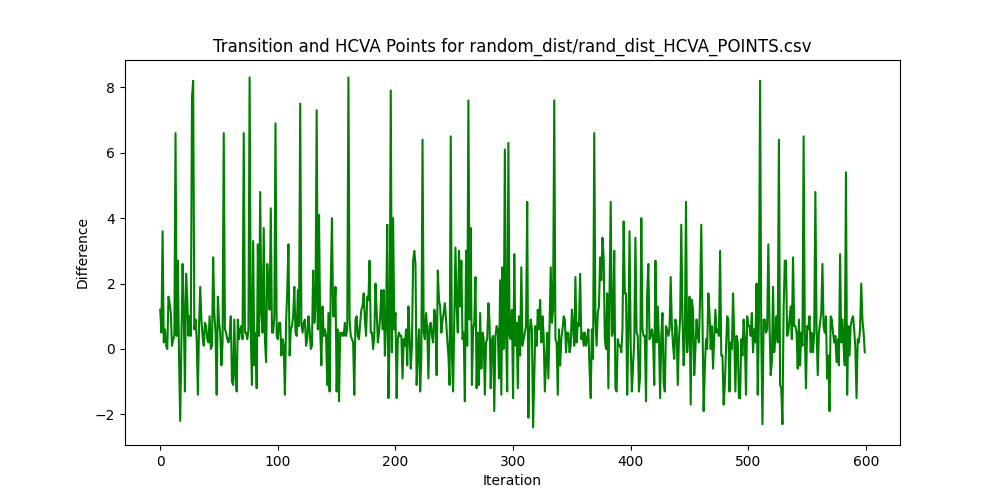 Transition and HCVA Points for random_dist/rand_dist_HCVA_POINTS.csv
8
6
4
2
0
−2
Difference
0 100 200 300 400 500 600
Iteration